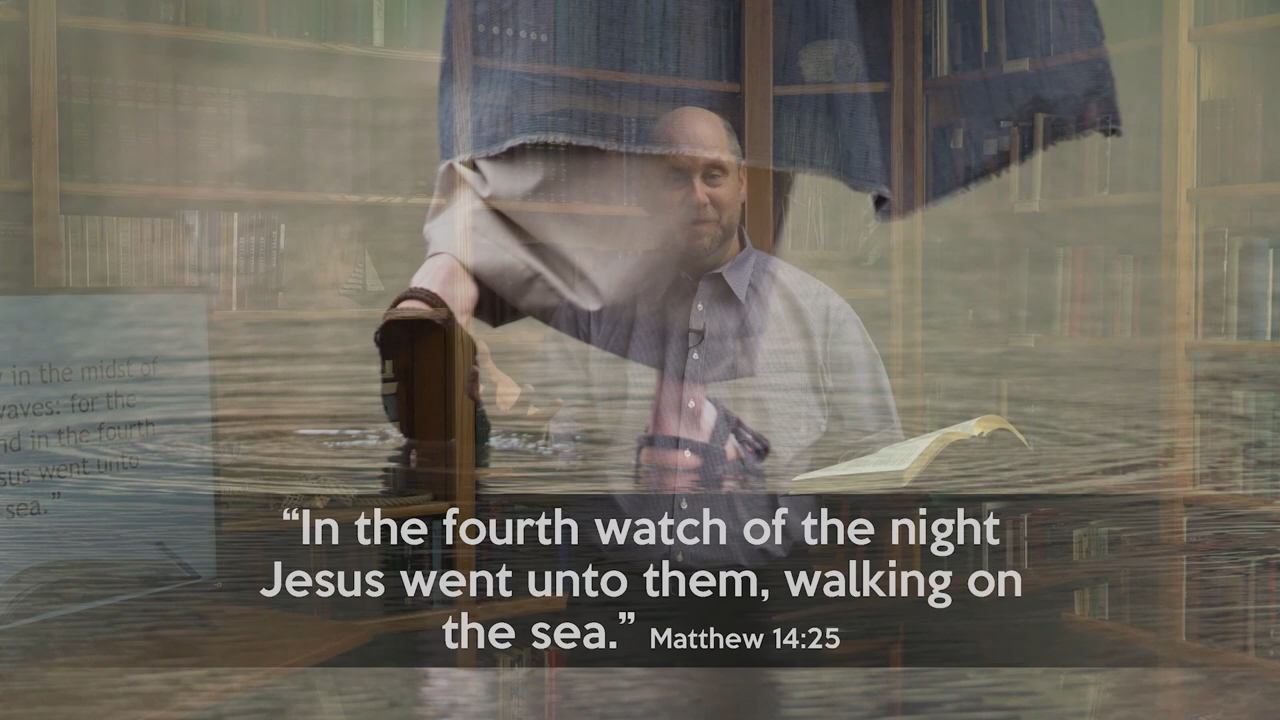 in the midst of
waves: for the
nd in the fourth
sus went unto
sea.”
“In the fourth watch of the night
Jesus went unto them, walking on
the sea.” Matthew 14:25